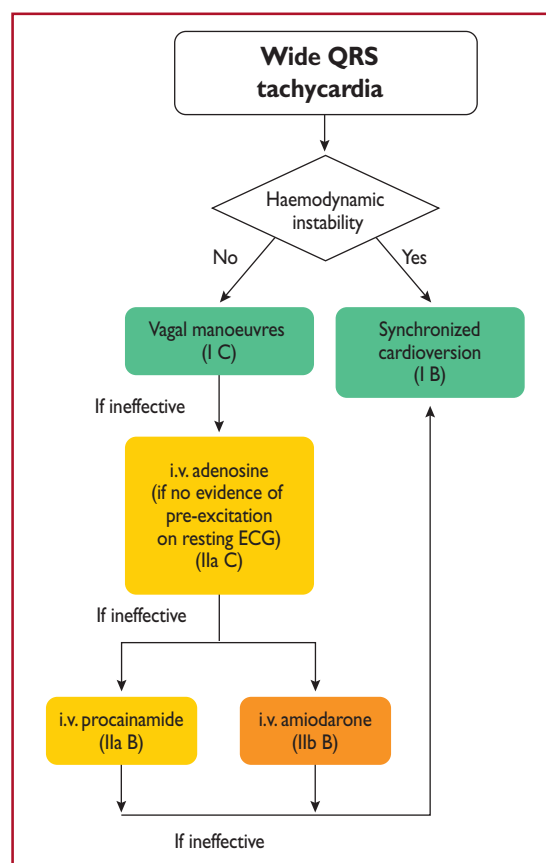 Wide QRS
tachycardia
Haemodynamic
instability
No
Yes
Vagal manoeuvres
(I C)
Synchronized
cardioversion
(I B)
If ineffective
i.v. adenosine
(if no evidence of
pre-excitation
on resting ECG)
(IIa C)
If ineffective
i.v. procainamide
(IIa B)
i.v. amiodarone
(IIb B)
If ineffective